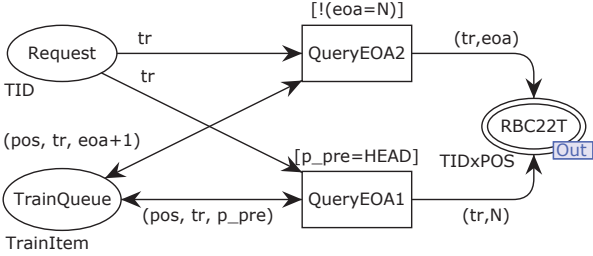 [!(eoa=N)]
tr
(tr,eoa)
Request
QueryEOA2
tr
TID
RBC22T
(pos, tr, eoa+1)
Out
[p_pre=HEAD]
TIDxPOS
TrainQueue
QueryEOA1
(pos, tr, p_pre)
(tr,N)
TrainItem